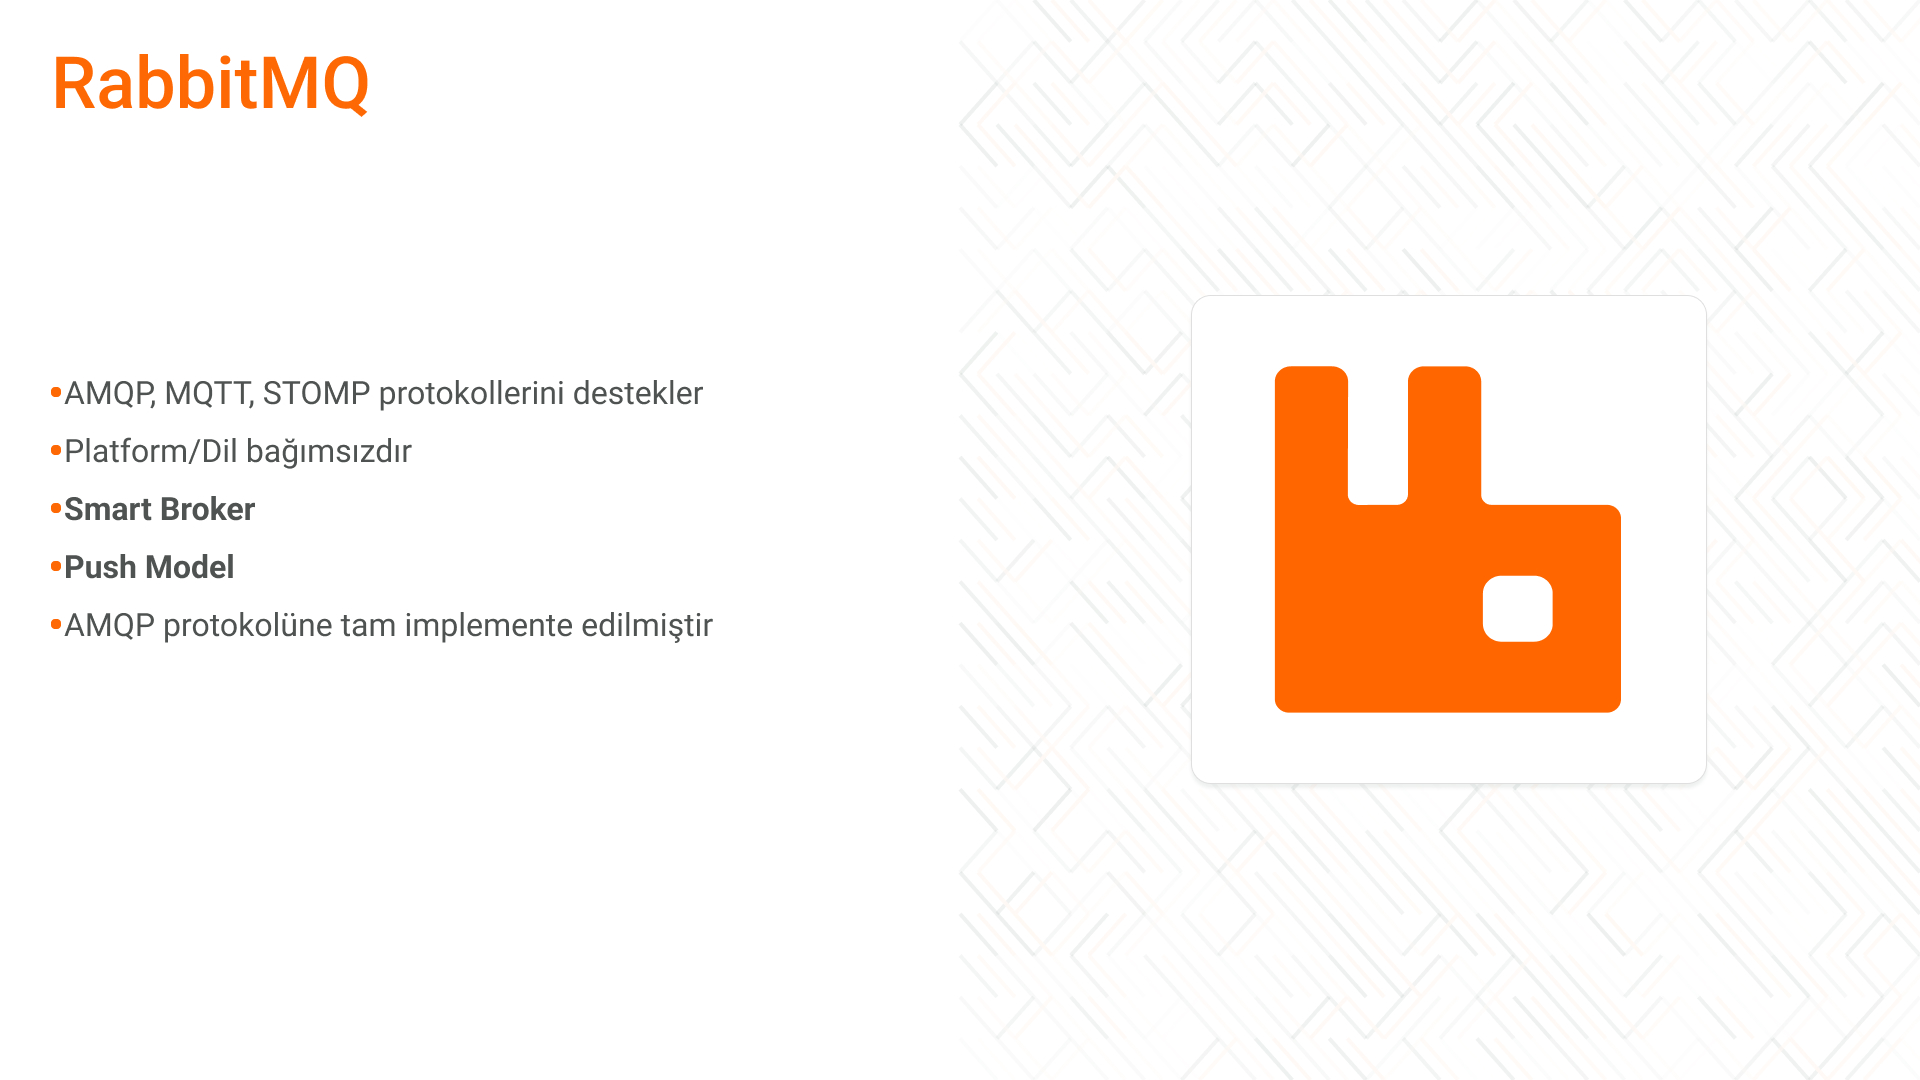 RabbitMQ
•AMQP, MQTT, STOMP protokollerini destekler
•Platform/Dil bağımsızdır
•Smart Broker
•Push Model
•AMQP protokolüne tam implemente edilmiştir